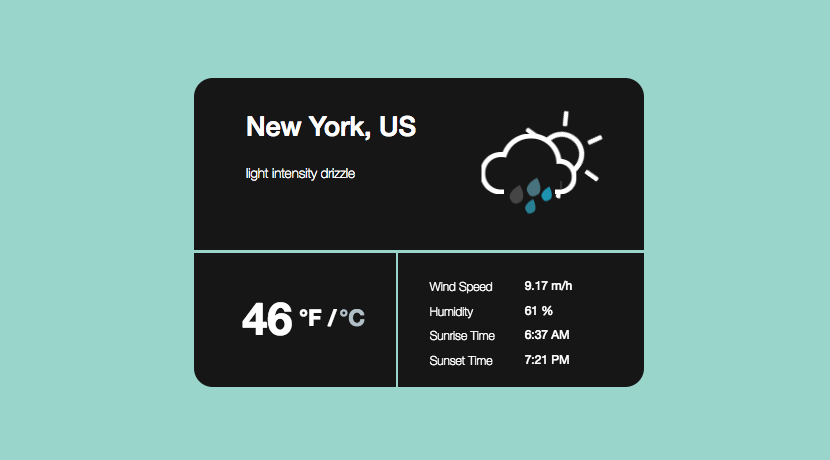 New York, US
light intensity drizzle
46 °F / °C
Wind Speed 9.17 m/h
Humidity 61 %
Sunrise Time 6:37 AM
Sunset Time 7:21 PM